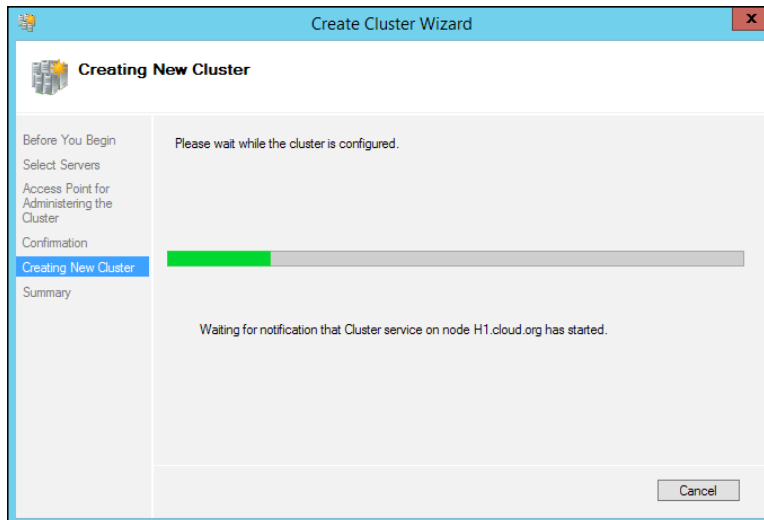 Create Cluster Wizard
x
Creating New Cluster
Before You Begin
Select Servers
Access Point for
Administering the
Cluster
Confirmation
Creating New Cluster
Summary
Please wait while the cluster is configured.
Waiting for notification that Cluster service on node H1.cloud.org has started.
Cancel